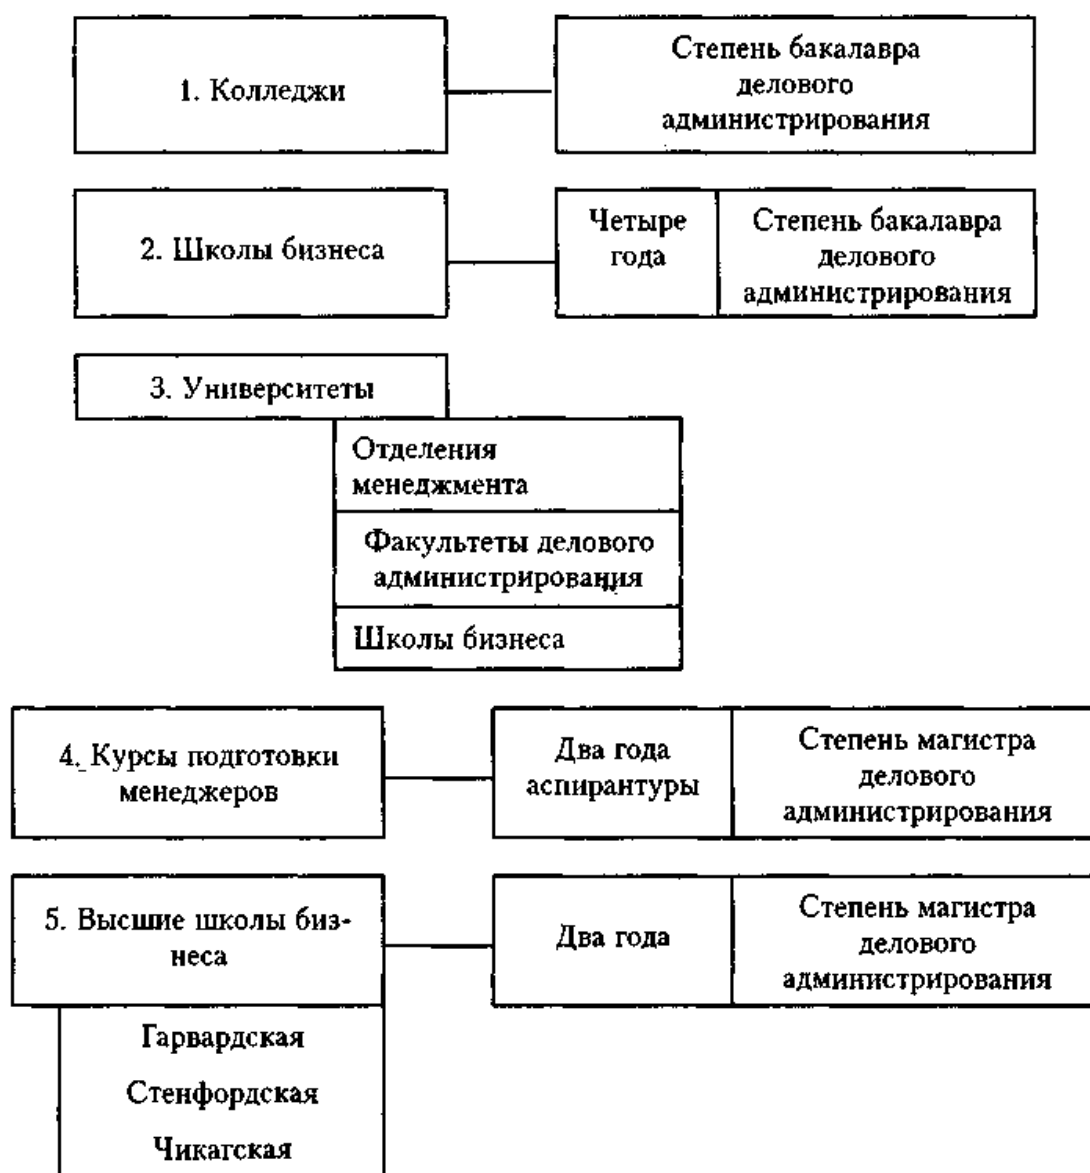 1. Колледжи
Степень бакалавра
делового
администрирования
2. Школы бизнеса
Четыре
года
Степень бакалавра
делового
администрирования
3. Университеты
Отделения
менеджмента
Факультеты делового
администрирования
Школы бизнеса
4. Курсы подготовки
менеджеров
Два года
аспирантуры
Степень магистра
делового
администрирования
5. Высшие школы биз-
неса
Два года
Степень магистра
делового
администрирования
Гарвардская
Стенфордская
Чикагская